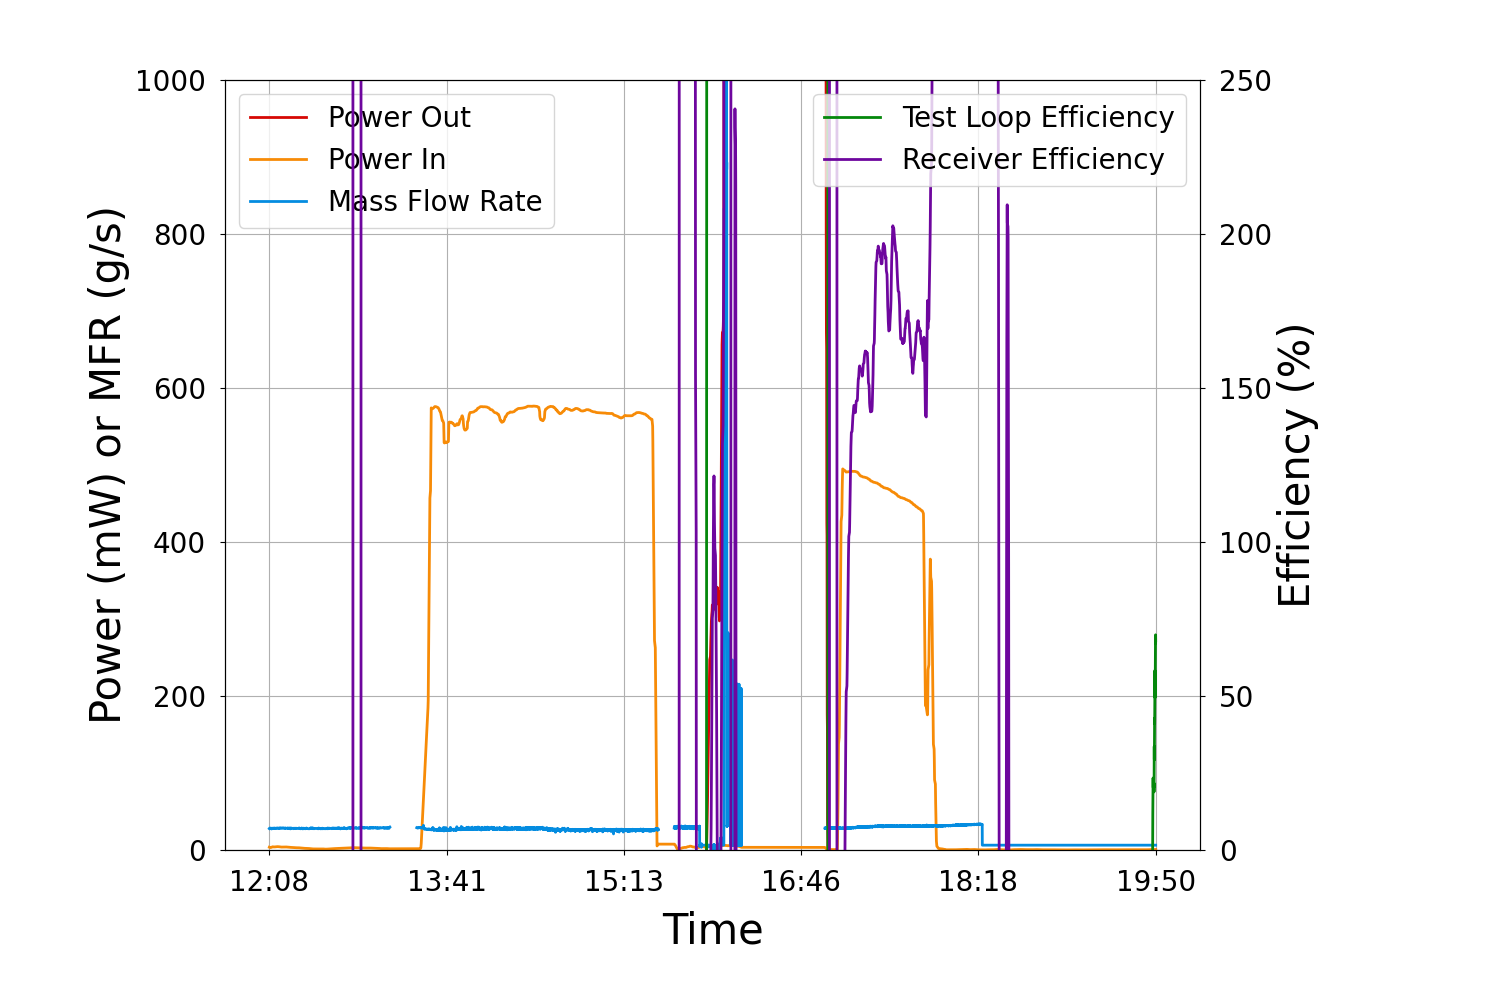 1000
800
600
400
200
0
Power (mW) or MFR (g/s)
Power Out
Power In
Mass Flow Rate
Test Loop Efficiency
Receiver Efficiency
250
200
150
100
50
0
Efficiency (%)
12:08 13:41 15:13 16:46 18:18 19:50
Time